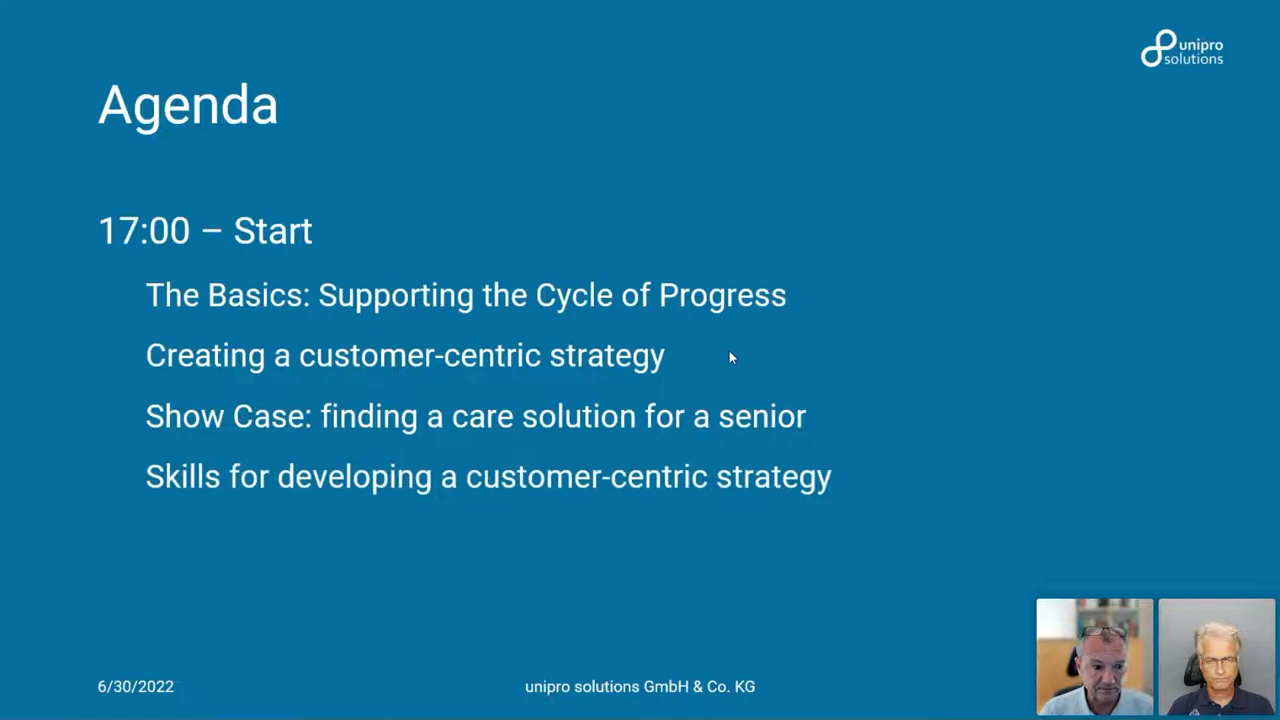 unipro
solutions
Agenda
17:00 – Start
The Basics: Supporting the Cycle of Progress
Creating a customer-centric strategy
Show Case: finding a care solution for a senior
Skills for developing a customer-centric strategy
6/30/2022
unipro solutions GmbH & Co. KG